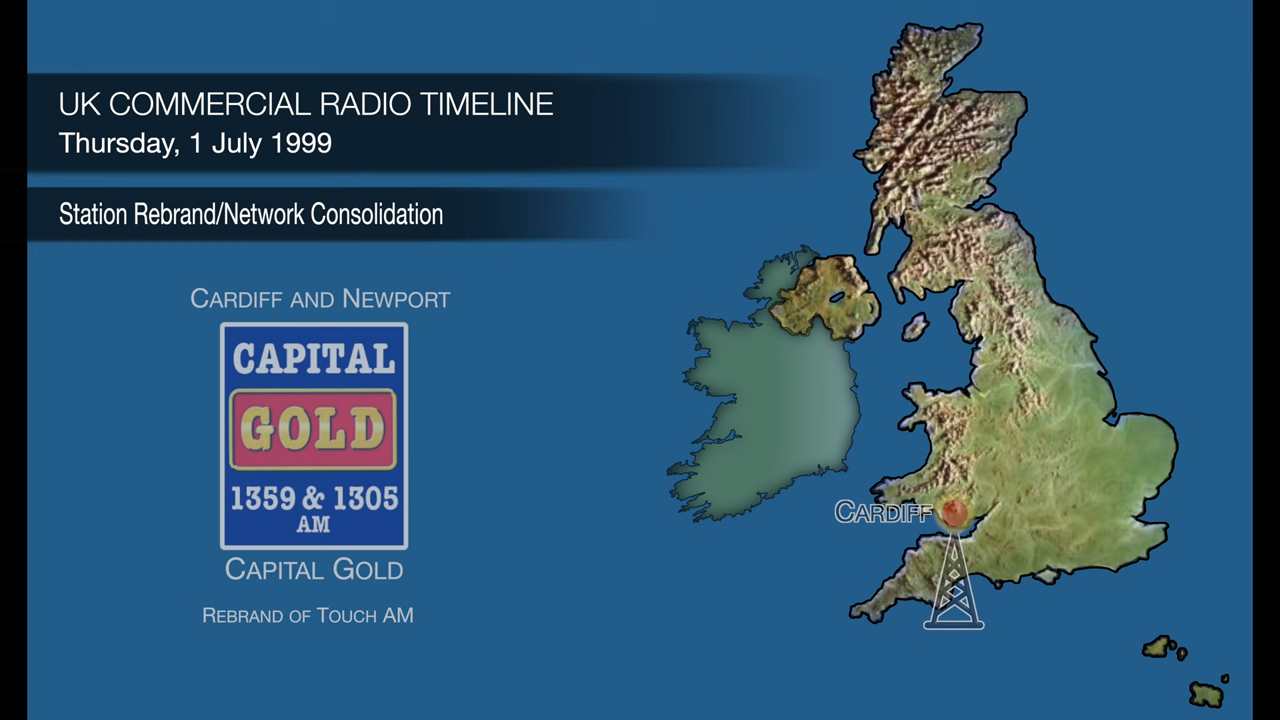 UK COMMERCIAL RADIO TIMELINE
Thursday, 1 July 1999
Station Rebrand/Network Consolidation
CARDIFF AND NEWPORT
CAPITAL
GOLD
1359 & 1305
AM
CAPITAL GOLD
REBRAND OF TOUCH AM
CARDIFF